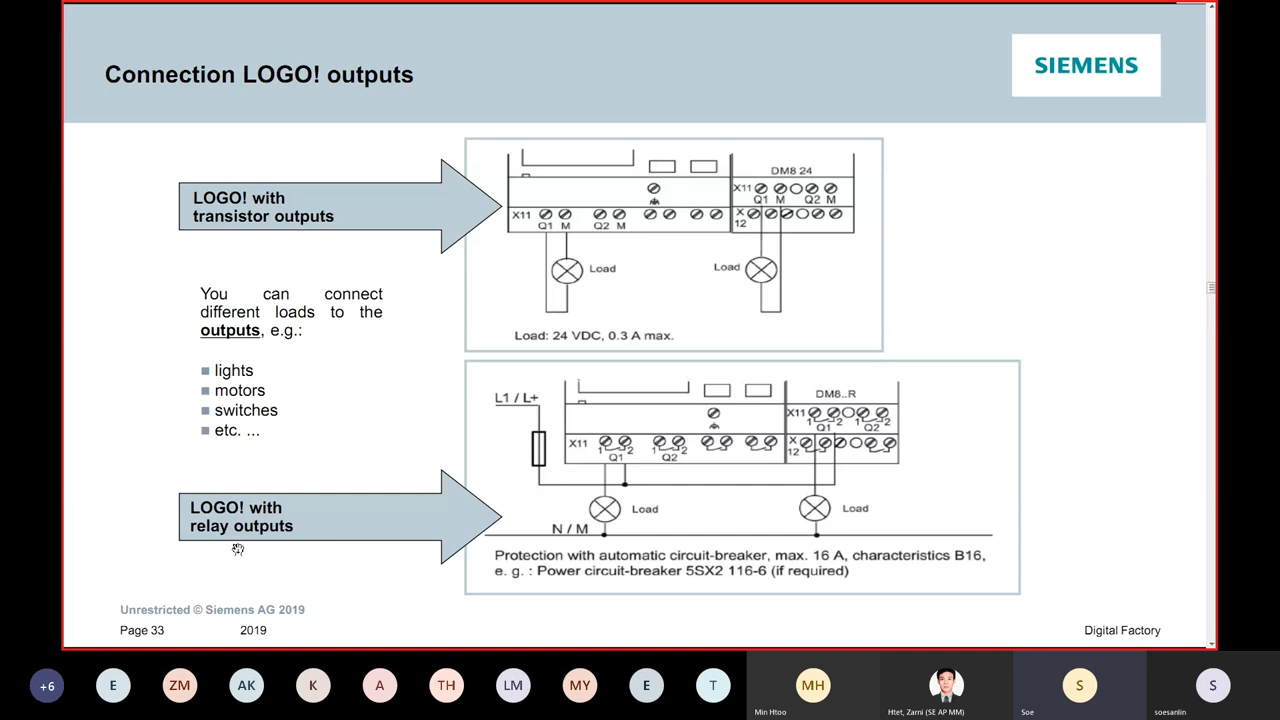 Connection LOGO! outputs
SIEMENS
LOGO! with
transistor outputs
DM8 24
X11
Q1 M Q2 M
X11
Q1 M Q2 M
X
12
Load
Load
Load: 24 VDC, 0.3 A max.
You can connect
different loads to the
outputs, e.g.:
lights
motors
switches
etc. ...
LOGO! with
relay outputs
L1 / L+
DM8..R
X11
1 2 1 2
Q1 Q2
X11
1 2 1 2
Q1 Q2
X
12
Load
Load
N / M
Protection with automatic circuit-breaker, max. 16 A, characteristics B16,
e. g. : Power circuit-breaker 5SX2 116-6 (if required)
Unrestricted © Siemens AG 2019
Page 33 2019 Digital Factory
+6 E ZM AK K A TH LM MY E T MH S S
Min Htoo Htet, Zarni (SE AP MM) Soe soesanlin